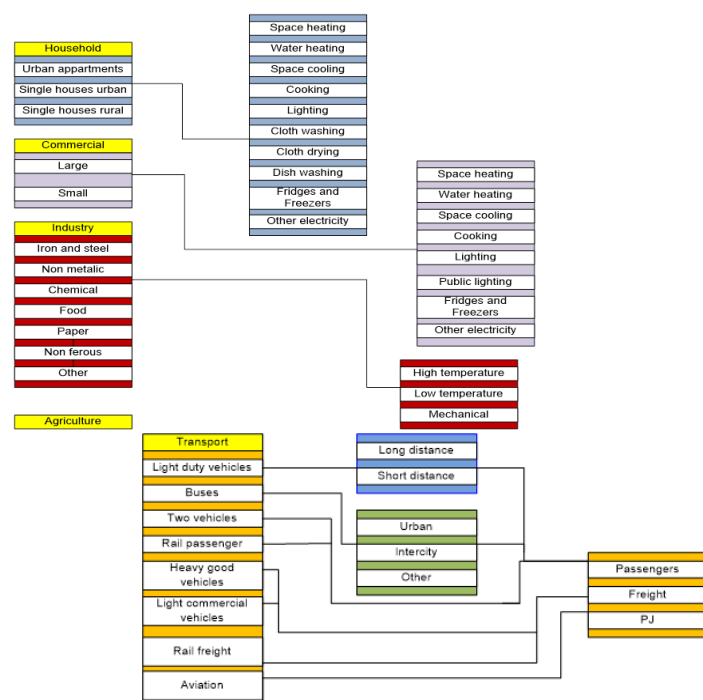 Household
Urban appartments
Single houses urban
Single houses rural
Space heating
Water heating
Space cooling
Cooking
Lighting
Cloth washing
Cloth drying
Dish washing
Fridges and
Freezers
Other electricity
Commercial
Large
Small
Space heating
Water heating
Space cooling
Cooking
Lighting
Public lighting
Fridges and
Freezers
Other electricity
Industry
Iron and steel
Non metalic
Chemical
Food
Paper
Non ferous
Other
High temperature
Low temperature
Mechanical
Agriculture
Transport
Light duty vehicles
Buses
Two vehicles
Rail passenger
Heavy good
vehicles
Light commercial
vehicles
Rail freight
Aviation
Long distance
Short distance
Urban
Intercity
Other
Passengers
Freight
PJ